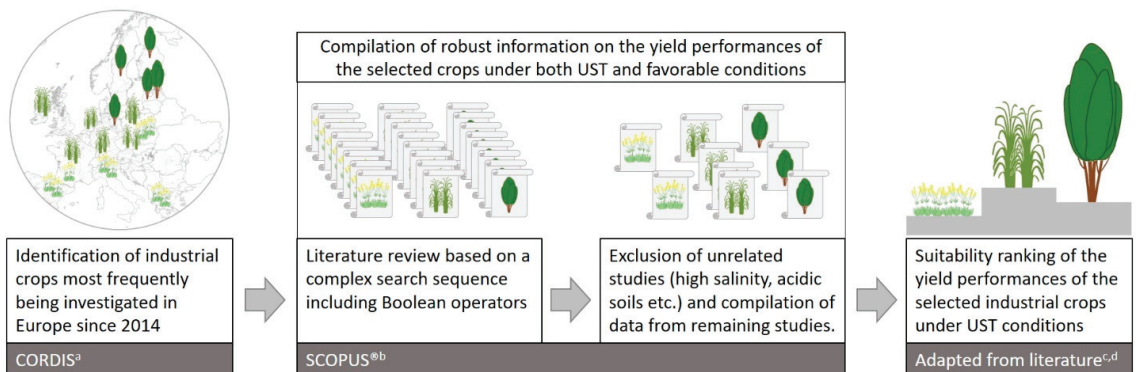 Compilation of robust information on the yield performances of
the selected crops under both UST and favorable conditions
Identification of industrial
crops most frequently
being investigated in
Europe since 2014
CORDISᵃ
Literature review based on a
complex search sequence
including Boolean operators
Exclusion of unrelated
studies (high salinity, acidic
soils etc.) and compilation of
data from remaining studies.
SCOPUS®ᵇ
Suitability ranking of the
yield performances of the
selected industrial crops
under UST conditions
Adapted from literatureᶜ,ᵈ